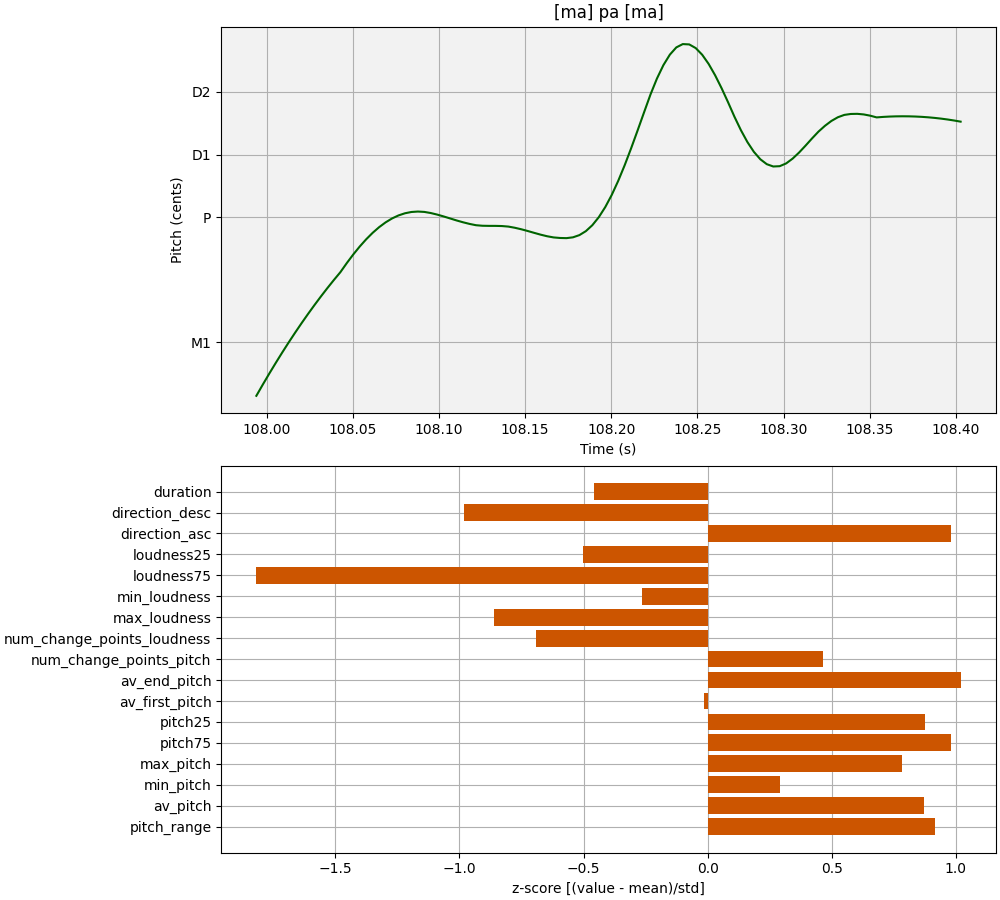 [ma] pa [ma]
D2
D1
P
M1
Pitch (cents)
108.00 108.05 108.10 108.15 108.20 108.25 108.30 108.35 108.40
Time (s)
duration
direction_desc
direction_asc
loudness25
loudness75
min_loudness
max_loudness
num_change_points_loudness
num_change_points_pitch
av_end_pitch
av_first_pitch
pitch25
pitch75
max_pitch
min_pitch
av_pitch
pitch_range
−1.5 −1.0 −0.5 0.0 0.5 1.0
z-score [(value - mean)/std]